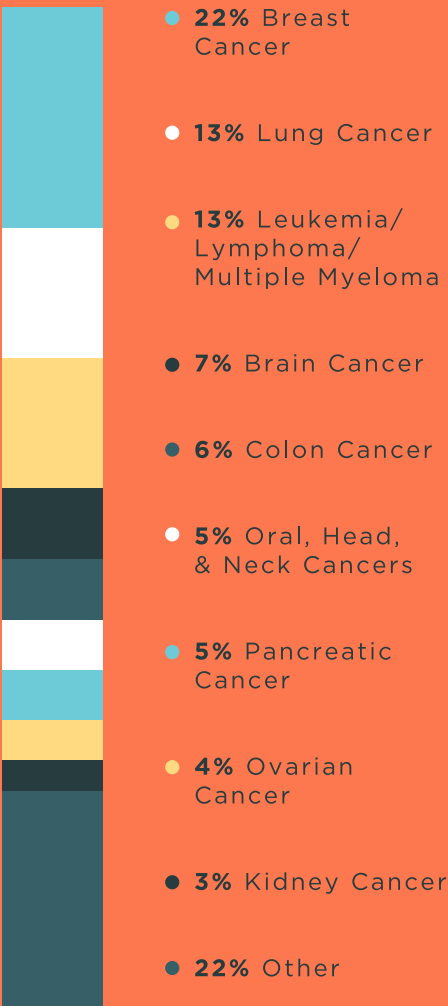 22% Breast
Cancer
13% Lung Cancer
13% Leukemia/
Lymphoma/
Multiple Myeloma
7% Brain Cancer
6% Colon Cancer
5% Oral, Head,
& Neck Cancers
5% Pancreatic
Cancer
4% Ovarian
Cancer
3% Kidney Cancer
22% Other